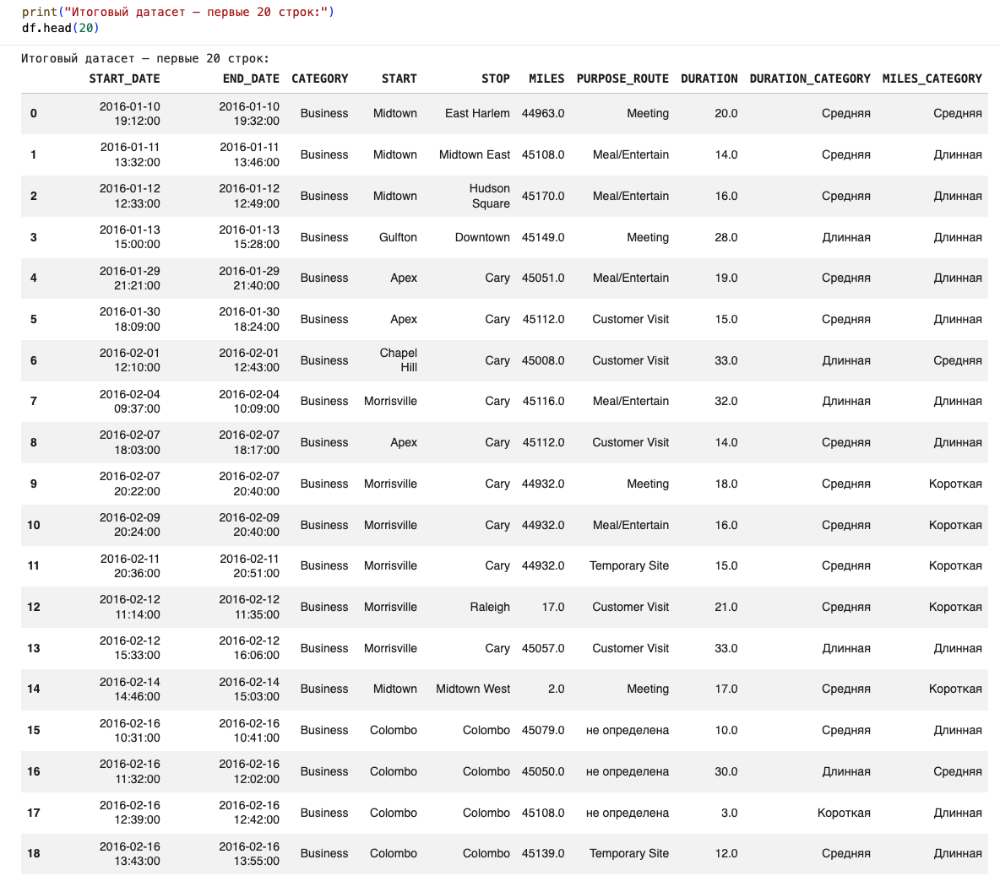 print("Итоговый датасет — первые 20 строк:")
df.head(20)
Итоговый датасет — первые 20 строк:
START_DATE END_DATE CATEGORY START STOP MILES PURPOSE_ROUTE DURATION DURATION_CATEGORY MILES_CATEGORY
0 2016-01-10 19:12:00 2016-01-10 19:32:00 Business Midtown East Harlem 44963.0 Meeting 20.0 Средняя Средняя
1 2016-01-11 13:32:00 2016-01-11 13:46:00 Business Midtown Midtown East 45108.0 Meal/Entertain 14.0 Средняя Длинная
2 2016-01-12 12:33:00 2016-01-12 12:49:00 Business Midtown Hudson Square 45170.0 Meal/Entertain 16.0 Средняя Длинная
3 2016-01-13 15:00:00 2016-01-13 15:28:00 Business Gulfton Downtown 45149.0 Meeting 28.0 Длинная Длинная
4 2016-01-29 21:21:00 2016-01-29 21:40:00 Business Apex Cary 45051.0 Meal/Entertain 19.0 Средняя Длинная
5 2016-01-30 18:09:00 2016-01-30 18:24:00 Business Apex Cary 45112.0 Customer Visit 15.0 Средняя Длинная
6 2016-02-01 12:10:00 2016-02-01 12:43:00 Business Chapel Hill Cary 45008.0 Customer Visit 33.0 Длинная Средняя
7 2016-02-04 09:37:00 2016-02-04 10:09:00 Business Morrisville Cary 45116.0 Meal/Entertain 32.0 Длинная Длинная
8 2016-02-07 18:03:00 2016-02-07 18:17:00 Business Apex Cary 45112.0 Customer Visit 14.0 Средняя Длинная
9 2016-02-07 20:22:00 2016-02-07 20:40:00 Business Morrisville Cary 44932.0 Meeting 18.0 Средняя Короткая
10 2016-02-09 20:24:00 2016-02-09 20:40:00 Business Morrisville Cary 44932.0 Meal/Entertain 16.0 Средняя Короткая
11 2016-02-11 20:36:00 2016-02-11 20:51:00 Business Morrisville Cary 44932.0 Temporary Site 15.0 Средняя Короткая
12 2016-02-12 11:14:00 2016-02-12 11:35:00 Business Morrisville Raleigh 17.0 Customer Visit 21.0 Средняя Короткая
13 2016-02-12 15:33:00 2016-02-12 16:06:00 Business Morrisville Cary 45057.0 Customer Visit 33.0 Длинная Длинная
14 2016-02-14 14:46:00 2016-02-14 15:03:00 Business Midtown Midtown West 2.0 Meeting 17.0 Средняя Короткая
15 2016-02-16 10:31:00 2016-02-16 10:41:00 Business Colombo Colombo 45079.0 не определена 10.0 Средняя Длинная
16 2016-02-16 11:32:00 2016-02-16 12:02:00 Business Colombo Colombo 45050.0 не определена 30.0 Длинная Средняя
17 2016-02-16 12:39:00 2016-02-16 12:42:00 Business Colombo Colombo 45108.0 не определена 3.0 Короткая Длинная
18 2016-02-16 13:43:00 2016-02-16 13:55:00 Business Colombo Colombo 45139.0 Temporary Site 12.0 Средняя Длинная